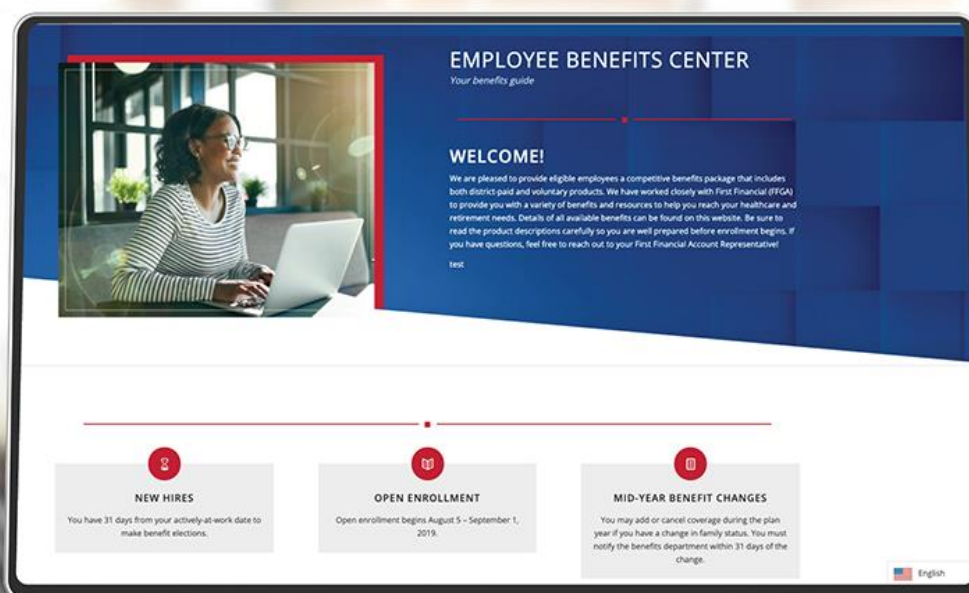 EMPLOYEE BENEFITS CENTER
Your benefits guide
WELCOME!
We are pleased to provide eligible employees a competitive benefits package that includes
both district-paid and voluntary products. We have worked closely with First Financial (FFGA)
to provide you with a variety of benefits and resources to help you reach your healthcare and
retirement needs. Details of all available benefits can be found on this website. Be sure to
read the product descriptions carefully so you are well prepared before enrollment begins. If
you have questions, feel free to reach out to your First Financial Account Representative!
test
NEW HIRES
You have 31 days from your actively-at-work date to
make benefit elections.
OPEN ENROLLMENT
Open enrollment begins August 5 – September 1,
2019.
MID-YEAR BENEFIT CHANGES
You may add or cancel coverage during the plan
year if you have a change in family status. You must
notify the benefits department within 31 days of the
change.
English